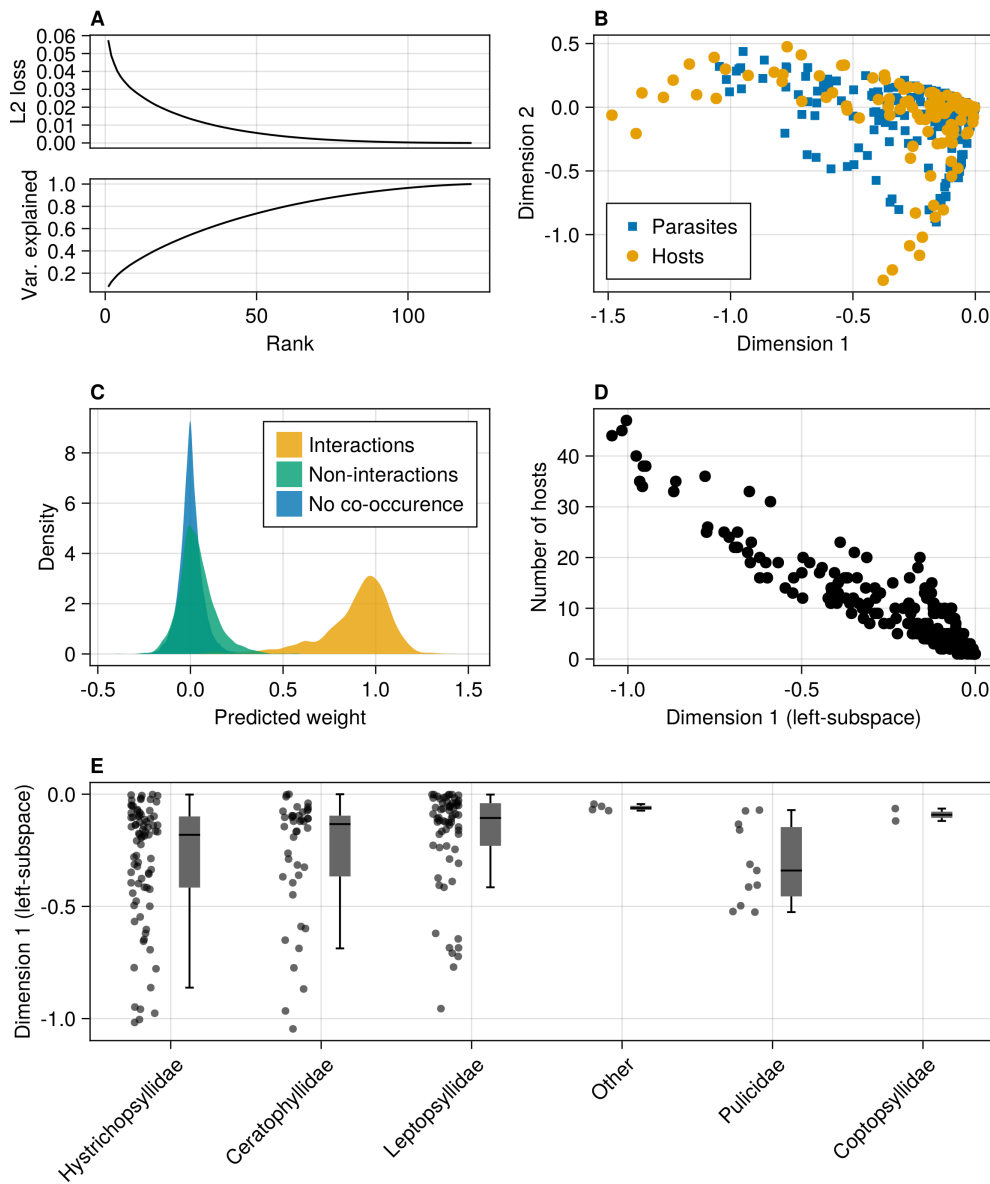 A
L2 loss
0.06
0.05
0.04
0.03
0.02
0.01
0.00
Var. explained
1.0
0.8
0.6
0.4
0.2
0
50
100
Rank
B
Dimension 2
0.5
0.0
-0.5
-1.0
Parasites
Hosts
-1.5
-1.0
-0.5
0.0
Dimension 1
C
Density
8
6
4
2
0
Interactions
Non-interactions
No co-occurence
-0.5
0.0
0.5
1.0
1.5
Predicted weight
D
Number of hosts
40
30
20
10
0
-1.0
-0.5
0.0
Dimension 1 (left-subspace)
E
Dimension 1 (left-subspace)
0.0
-0.5
-1.0
Hystrichopsyllidae
Ceratophyllidae
Leptopsyllidae
Other
Pulicidae
Coptopsyllidae